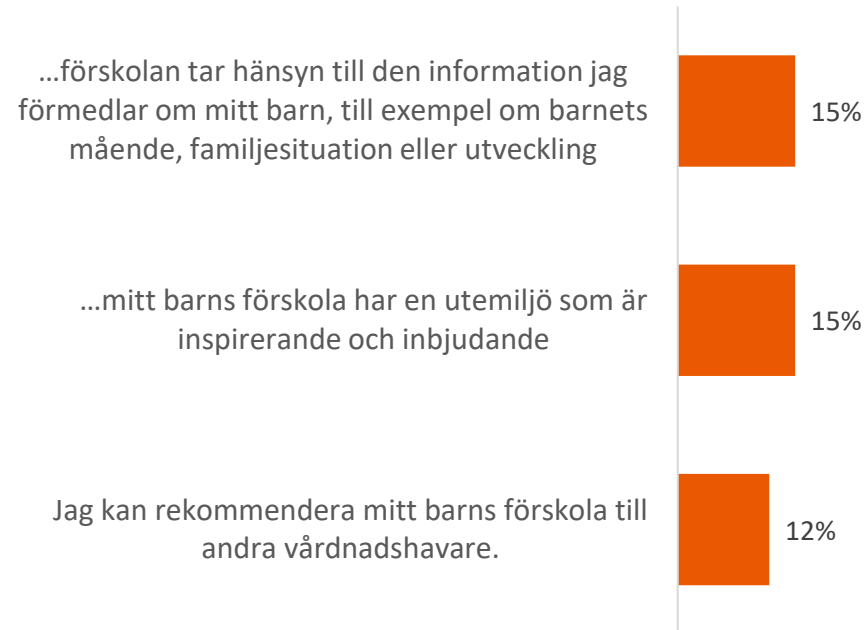 …förskolan tar hänsyn till den information jag
förmedlar om mitt barn, till exempel om barnets
mående, familjesituation eller utveckling
15%
…mitt barns förskola har en utemiljö som är
inspirerande och inbjudande
15%
Jag kan rekommendera mitt barns förskola till
andra vårdnadshavare.
12%